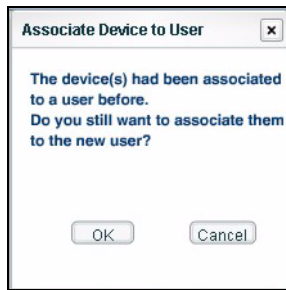 Associate Device to User
The device(s) had been associated
to a user before.
Do you still want to associate them
to the new user?
OK Cancel